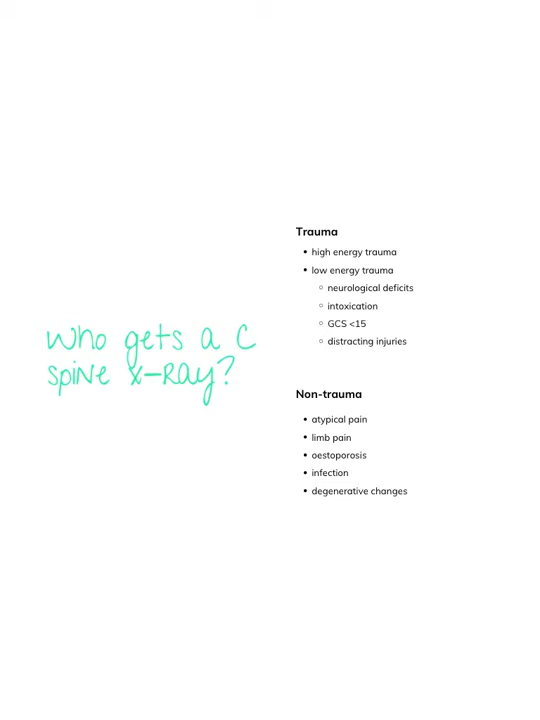 Who gets a C
spine x-ray?
Trauma
• high energy trauma
• low energy trauma
◦ neurological deficits
◦ intoxication
◦ GCS <15
◦ distracting injuries
Non-trauma
• atypical pain
• limb pain
• oestoporosis
• infection
• degenerative changes